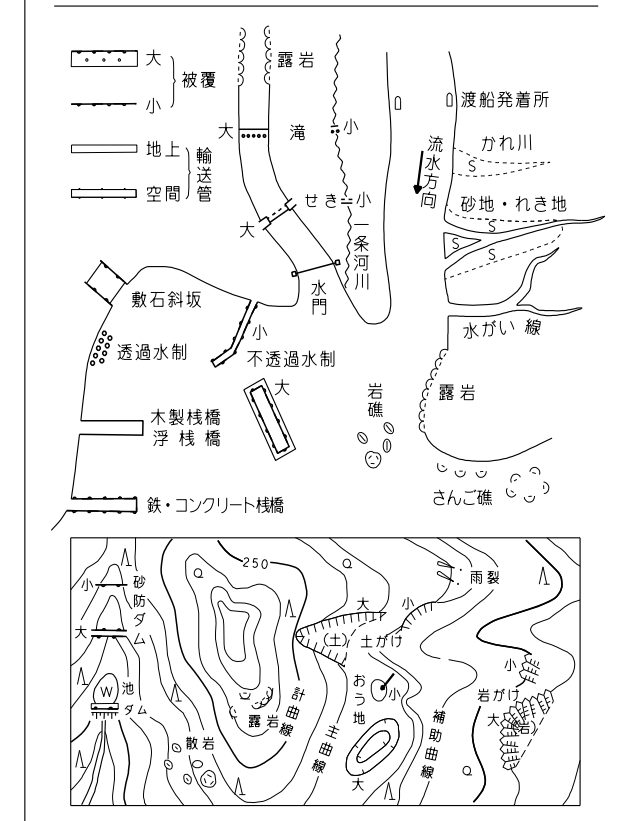 大
被覆
小
地上
空間
輸送管
露岩
大 滝 小
せき 小
大
一条河川
水門
渡船発着所
流水方向
かれ川
S
砂地・れき地
S
S
S
水がい線
敷石斜坂
透過水制
小
不透過水制
大
岩礁
露岩
木製桟橋
浮桟橋
鉄・コンクリート桟橋
さんご礁
250
Q
Q
小
砂防ダム
大
W
池
ダム
散岩
露岩
計曲線
主曲線
大
小
(土)
土がけ
雨裂
おう地
小
大
補助曲線
小
岩がけ
大
(岩)
Q